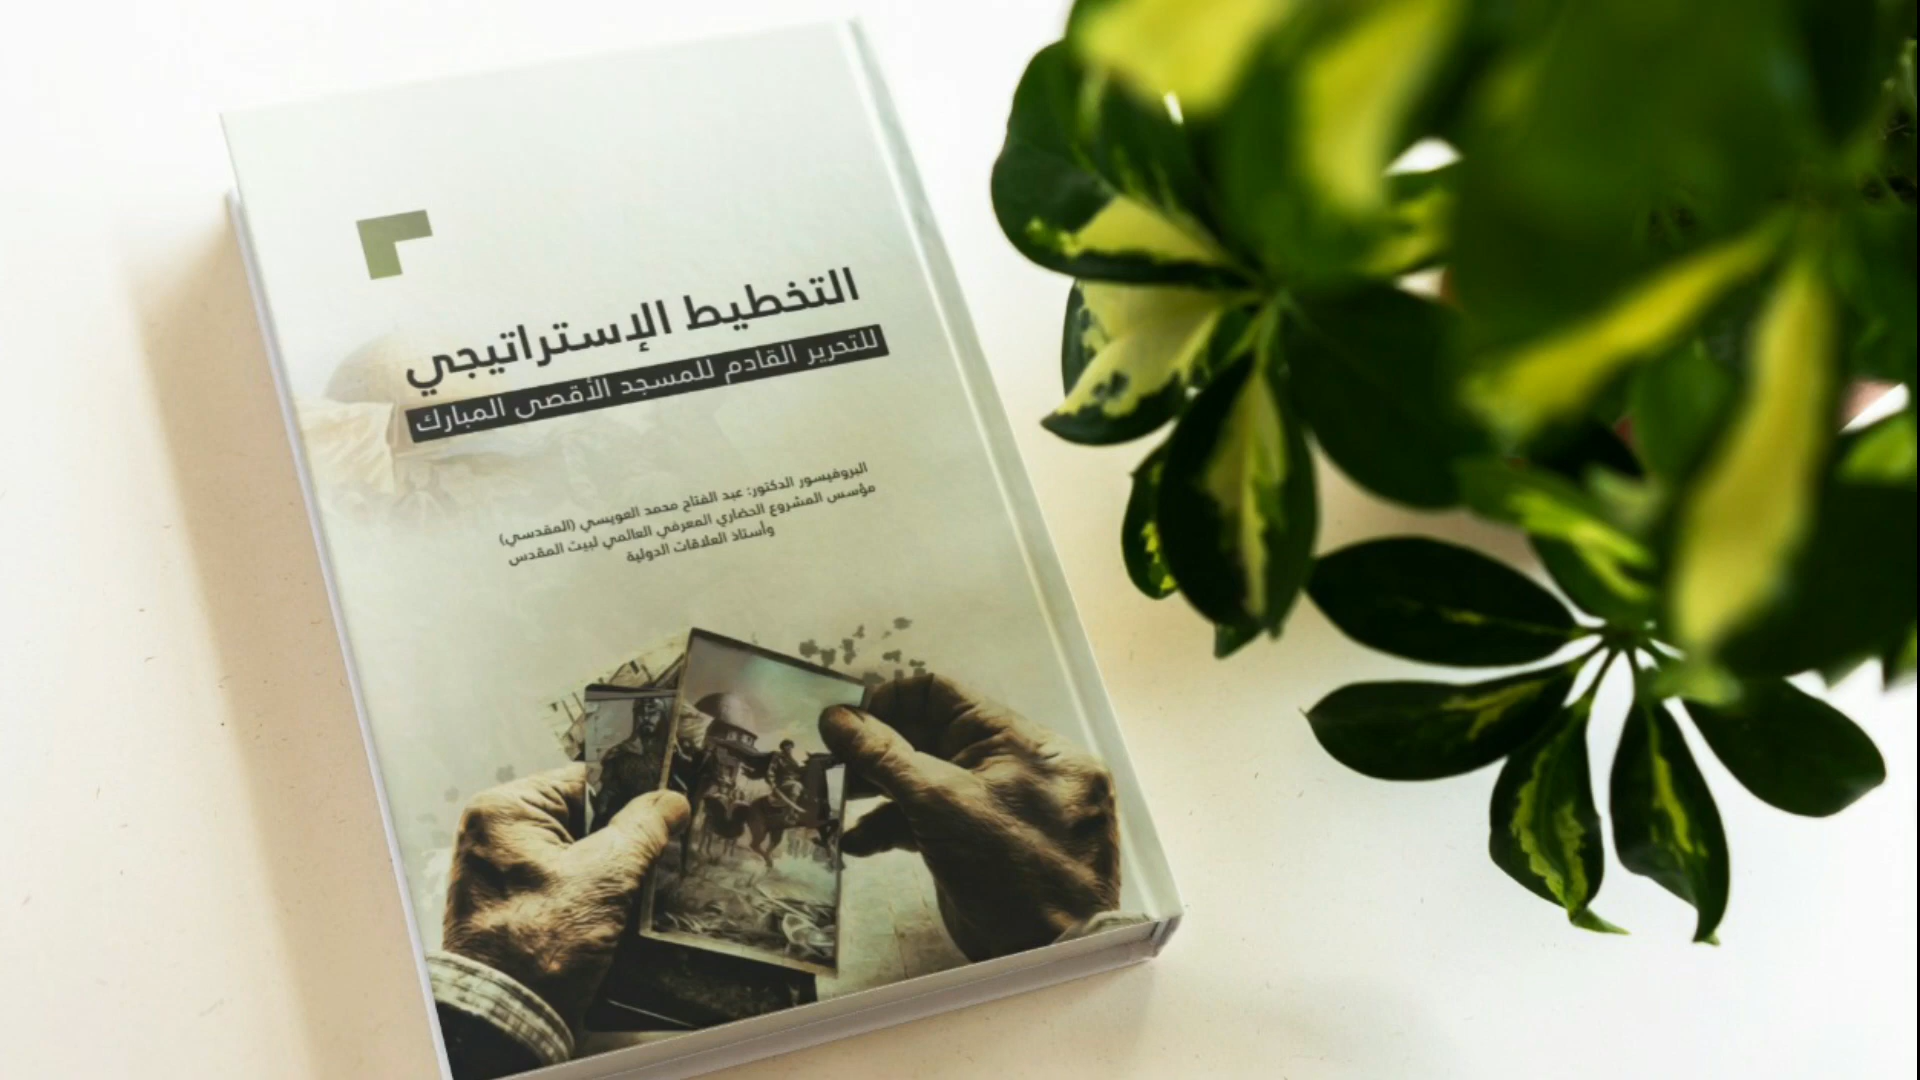 التخطيط الإستراتيجي
للتحرير القادم للمسجد الأقصى المبارك
البروفيسور الدكتور: عبد الفتاح محمد العويسي (المقدسي)
مؤسس المشروع الحضاري المعرفي العالمي لبيت المقدس
وأستاذ العلاقات الدولية